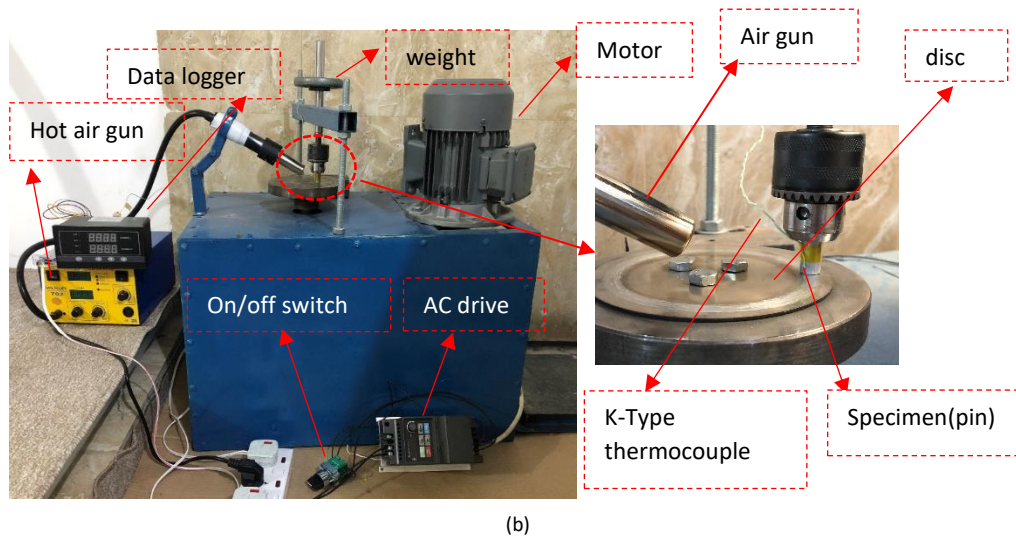 Data logger
weight
Motor
Air gun
disc
Hot air gun
On/off switch
AC drive
K-Type
thermocouple
Specimen(pin)
(b)